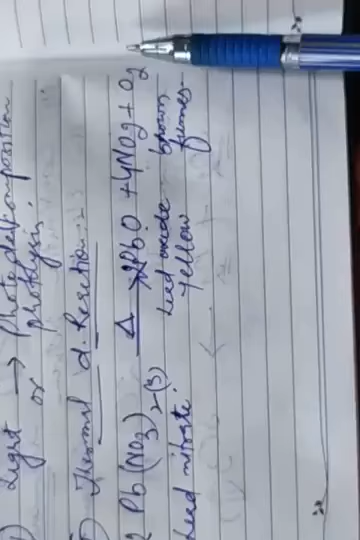 Light → Photodecomposition
or photolysis.
Thermal d. Reaction :-
2 Pb(NO3)2(s) Δ→ 2PbO + 4NO2 + O2
Lead nitrate Lead oxide brown
yellow fumes